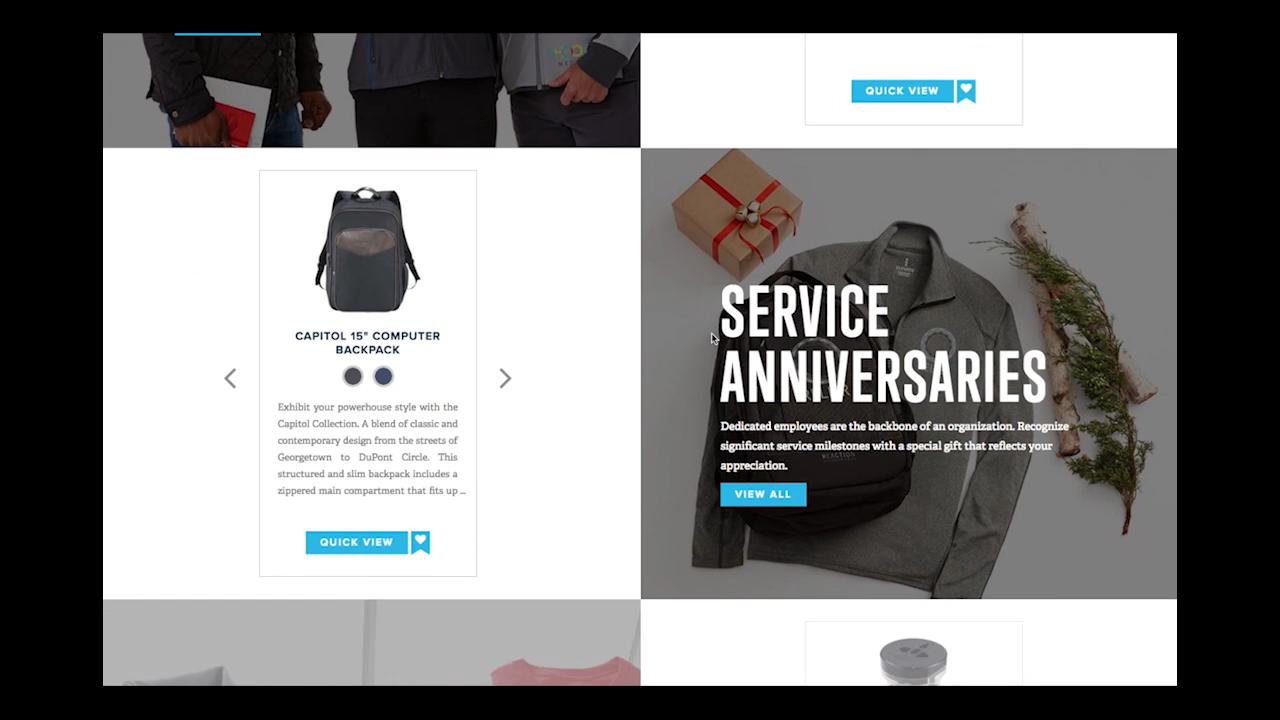 QUICK VIEW
CAPITOL 15" COMPUTER
BACKPACK
Exhibit your powerhouse style with the
Capitol Collection. A blend of classic and
contemporary design from the streets of
Georgetown to DuPont Circle. This
structured and slim backpack includes a
zippered main compartment that fits up ...
QUICK VIEW
SERVICE
ANNIVERSARIES
Dedicated employees are the backbone of an organization. Recognize
significant service milestones with a special gift that reflects your
appreciation.
VIEW ALL